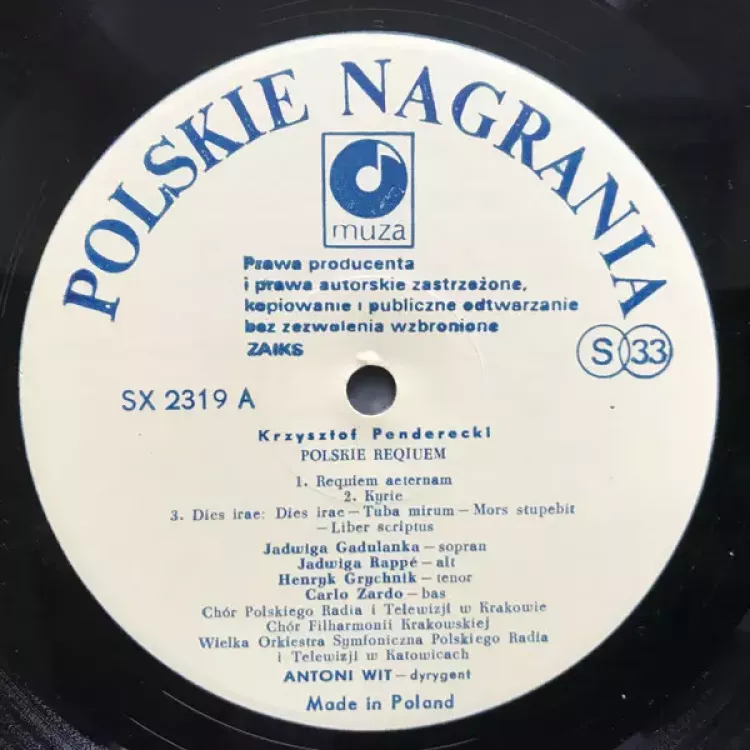 POLSKIE NAGRANIA
muza
Prawa producenta
i prawa autorskie zastrzeżone,
kopiowanie i publiczne odtwarzanie
bez zezwolenia wzbronione
ZAIKS
S 33
SX 2319 A
Krzysztof Penderecki
POLSKIE REQIUEM
1. Requiem aeternam
2. Kyrie
3. Dies irae: Dies irae – Tuba mirum – Mors stupebit
– Liber scriptus
Jadwiga Gadulanka – sopran
Jadwiga Rappé – alt
Henryk Grychnik – tenor
Carlo Zardo – bas
Chór Polskiego Radia i Telewizji w Krakowie
Chór Filharmonii Krakowskiej
Wielka Orkiestra Symfoniczna Polskiego Radia
i Telewizji w Katowicach
ANTONI WIT – dyrygent
Made in Poland